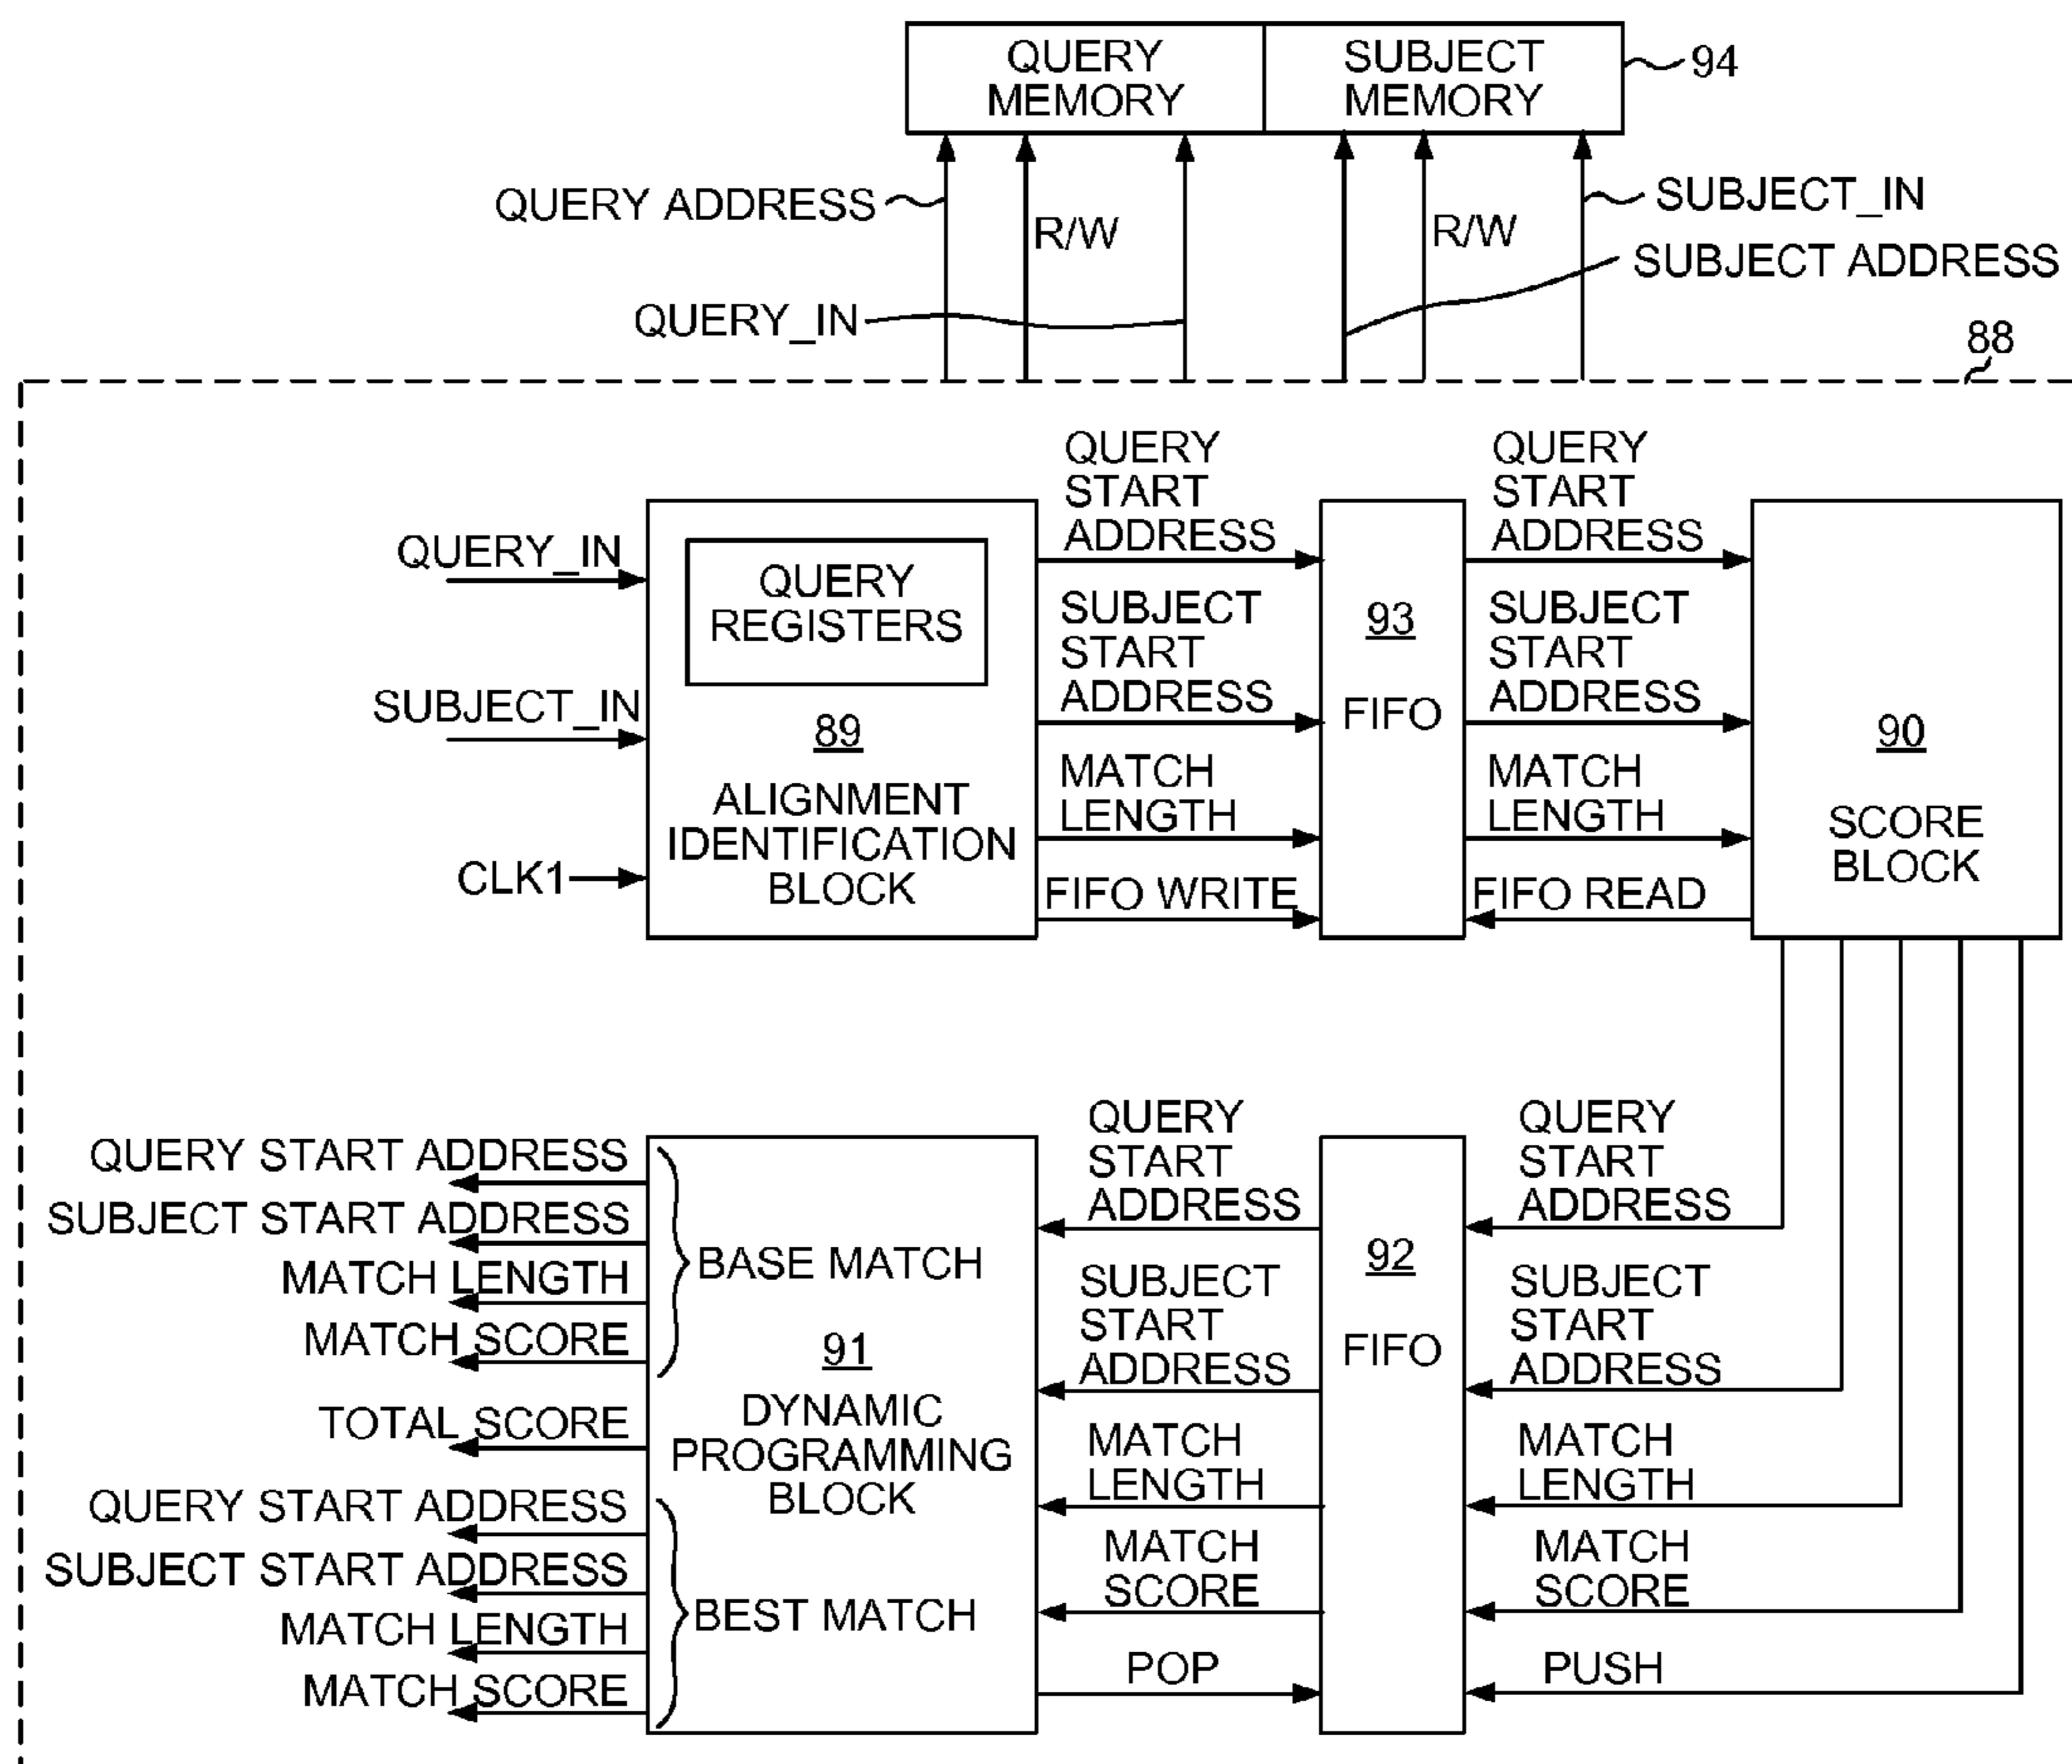 QUERY
MEMORY
SUBJECT
MEMORY
94
QUERY ADDRESS
R/W
QUERY_IN
R/W
SUBJECT_IN
SUBJECT ADDRESS
88
QUERY_IN
SUBJECT_IN
CLK1
QUERY
REGISTERS
89
ALIGNMENT
IDENTIFICATION
BLOCK
QUERY
START
ADDRESS
SUBJECT
START
ADDRESS
MATCH
LENGTH
FIFO WRITE
93
FIFO
QUERY
START
ADDRESS
SUBJECT
START
ADDRESS
MATCH
LENGTH
FIFO READ
90
SCORE
BLOCK
QUERY START ADDRESS
SUBJECT START ADDRESS
MATCH LENGTH
MATCH SCORE
TOTAL SCORE
QUERY START ADDRESS
SUBJECT START ADDRESS
MATCH LENGTH
MATCH SCORE
BASE MATCH
91
DYNAMIC
PROGRAMMING
BLOCK
BEST MATCH
QUERY
START
ADDRESS
SUBJECT
START
ADDRESS
MATCH
LENGTH
MATCH
SCORE
POP
92
FIFO
QUERY
START
ADDRESS
SUBJECT
START
ADDRESS
MATCH
LENGTH
MATCH
SCORE
PUSH